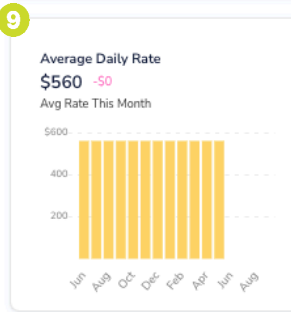 9
Average Daily Rate
$560 -$0
Avg Rate This Month
$600
400
200
Jun Aug Oct Dec Feb Apr Jun Aug